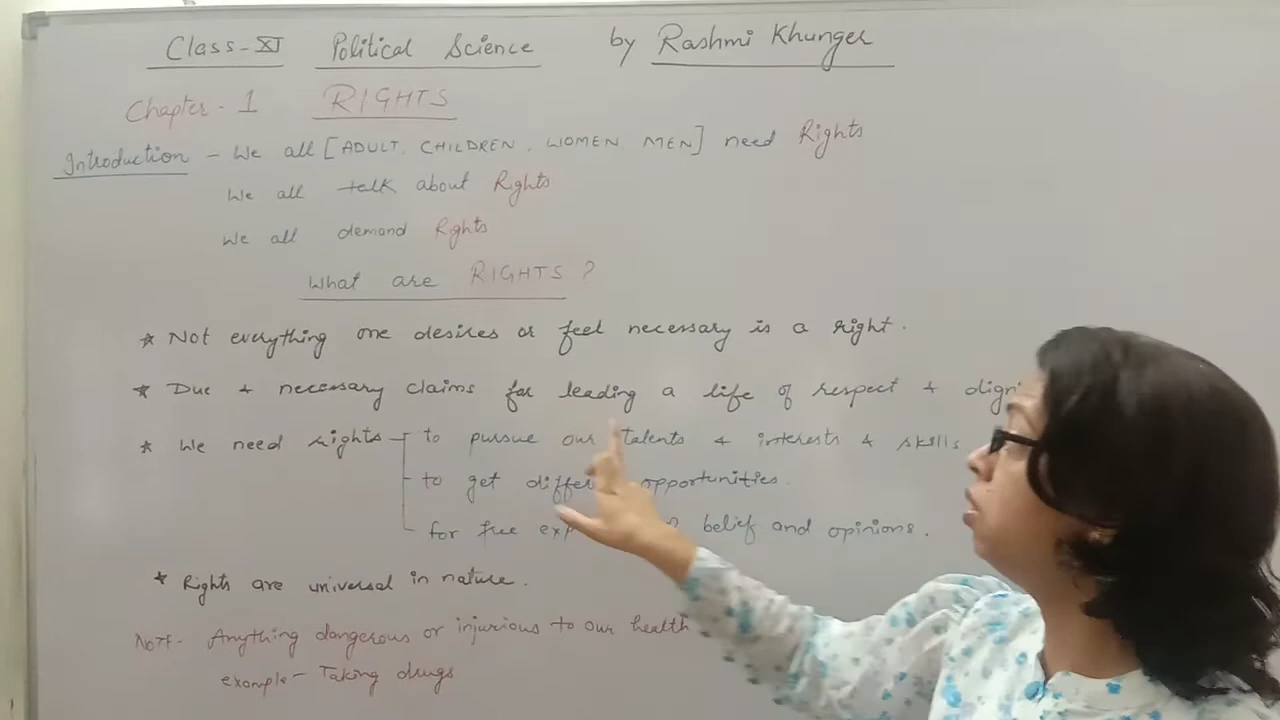 Class-XI Political Science by Rashmi Khunger
Chapter-1 RIGHTS
Introduction - We all [ADULT, CHILDREN, WOMEN MEN] need Rights
We all talk about Rights
We all demand Rights
What are RIGHTS?
* Not everything one desires or feel necessary is a right.
* Due + necessary claims for leading a life of respect + digni
* We need rights to pursue our talents + interests & skills
to get differ opportunities.
for free exp belief and opinions.
* Rights are universal in nature.
NOTE- Anything dangerous or injurious to our health
example- Taking drugs